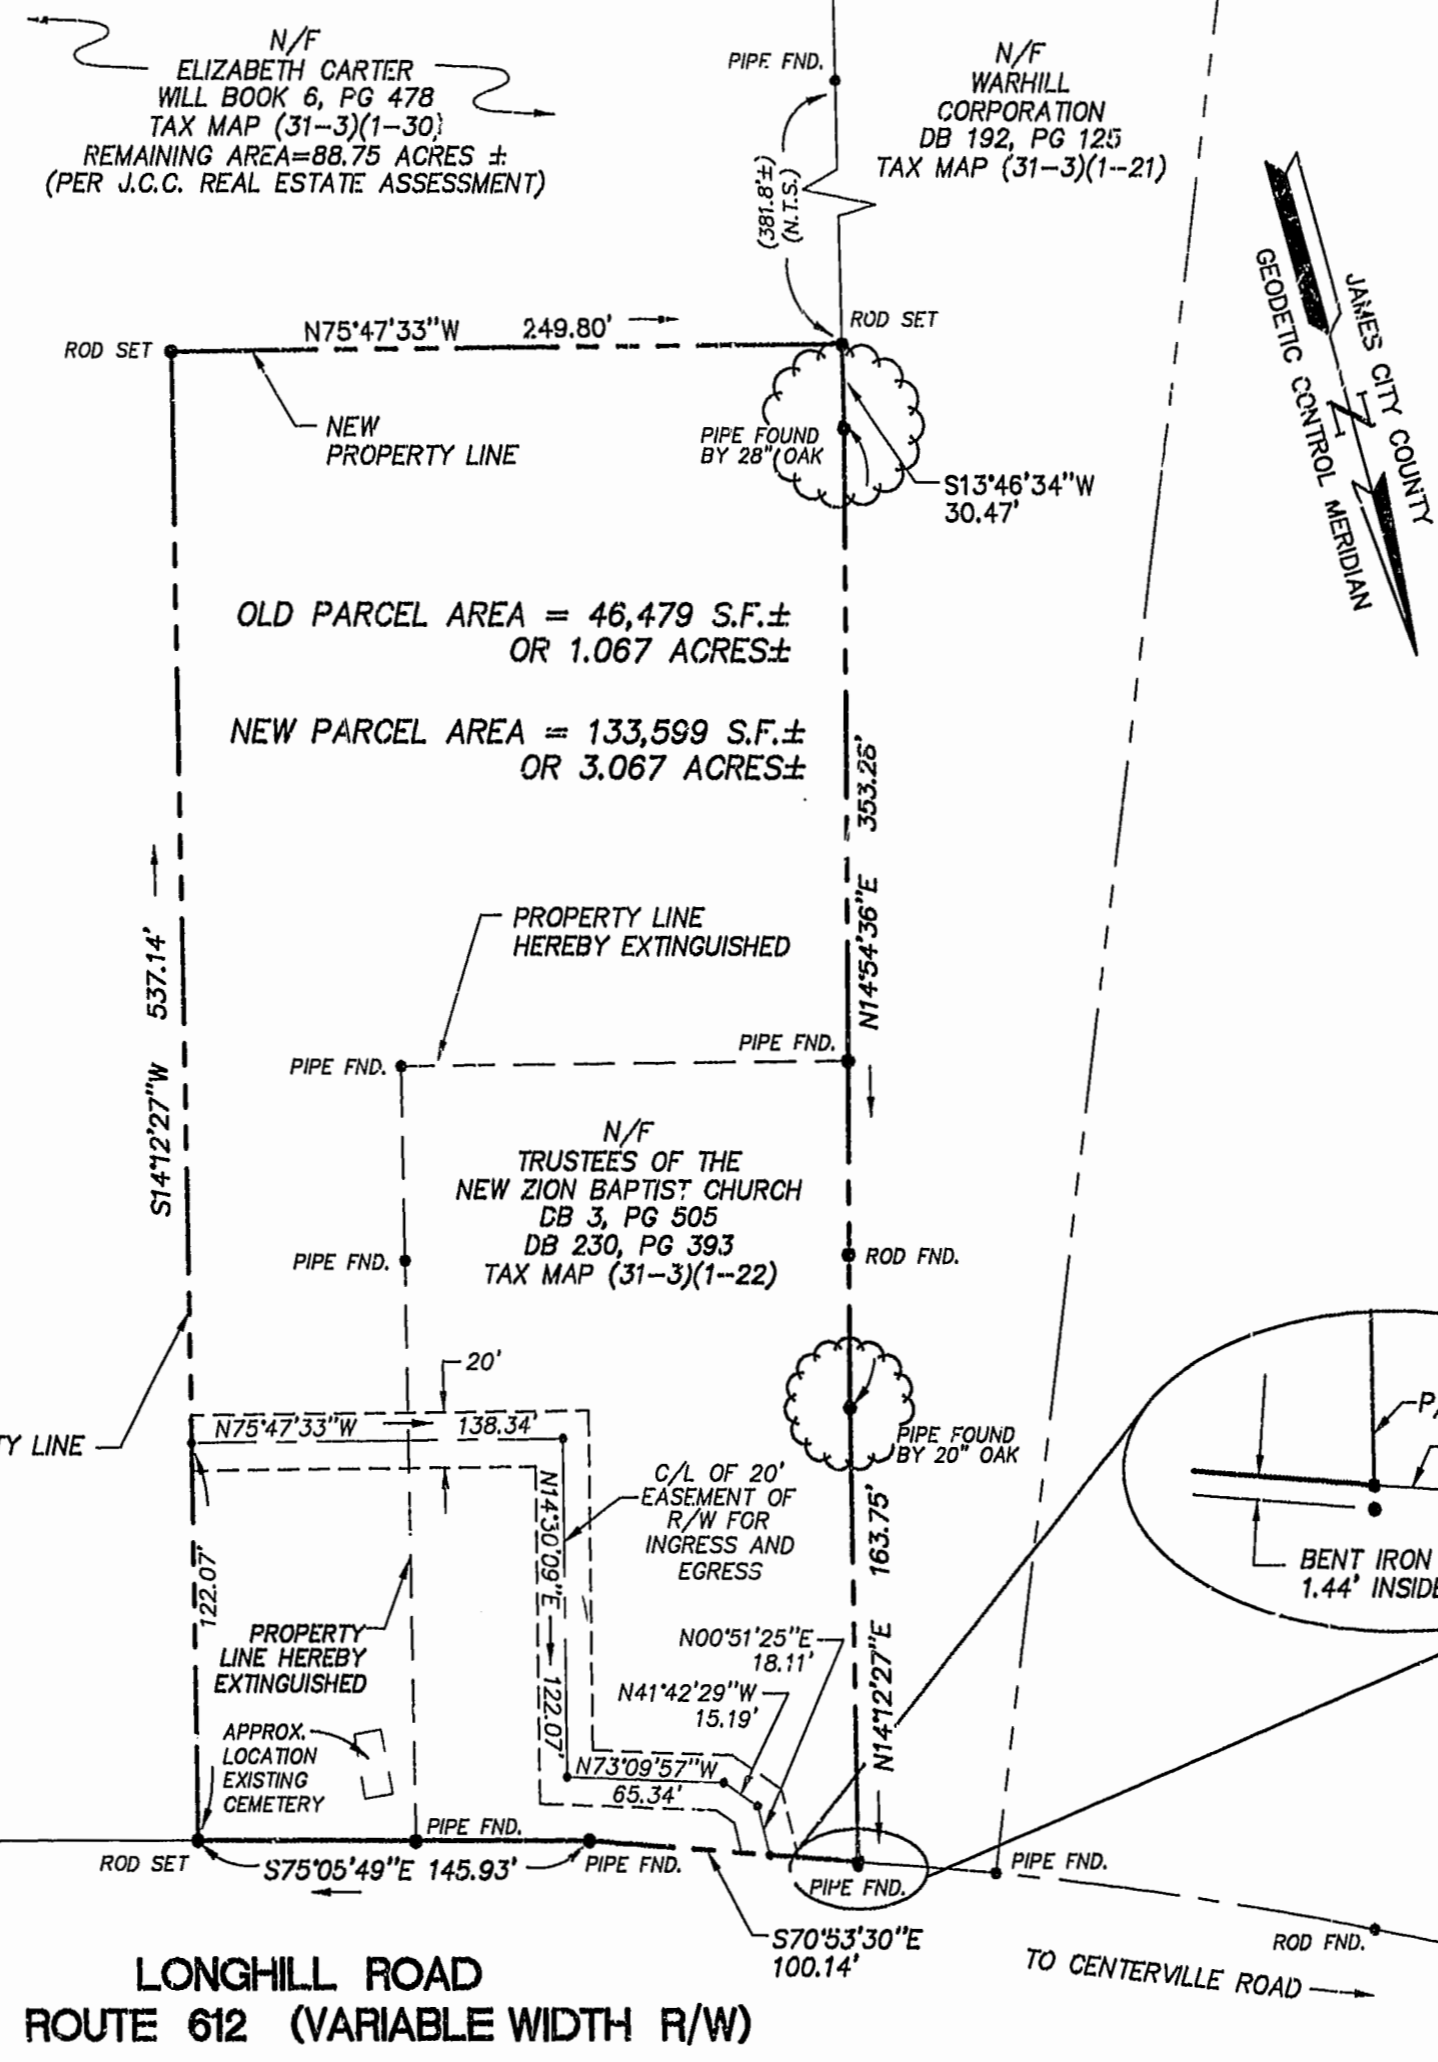 N/F
ELIZABETH CARTER
WILL BOOK 6, PG 478
TAX MAP (31-3)(1-30)
REMAINING AREA=88.75 ACRES ±
(PER J.C.C. REAL ESTATE ASSESSMENT)
PIPE FND.
N/F
WARHILL
CORPORATION
DB 192, PG 125
TAX MAP (31-3)(1-21)
(381.8'±)
(N.T.S.)
JAMES CITY COUNTY
GEODETIC CONTROL MERIDIAN
N
ROD SET
N75°47'33"W 249.80'
ROD SET
NEW
PROPERTY LINE
PIPE FOUND
BY 28" OAK
S13°46'34"W
30.47'
OLD PARCEL AREA = 46,479 S.F.±
OR 1.067 ACRES±
NEW PARCEL AREA = 133,599 S.F.±
OR 3.067 ACRES±
N14°54'36"E 353.28'
S14°12'27"W 537.14'
PROPERTY LINE
HEREBY EXTINGUISHED
PIPE FND.
PIPE FND.
N/F
TRUSTEES OF THE
NEW ZION BAPTIST CHURCH
DB 3, PG 505
DB 230, PG 393
TAX MAP (31-3)(1-22)
PIPE FND.
ROD FND.
20'
TY LINE
N75°47'33"W 138.34'
PIPE FOUND
BY 20" OAK
C/L OF 20'
EASEMENT OF
R/W FOR
INGRESS AND
EGRESS
N14°30'09"E 122.07'
N14°12'27"E 163.75'
122.07'
BENT IRON
1.44' INSIDE
PROPERTY
LINE HEREBY
EXTINGUISHED
N00°51'25"E
18.11'
N41°42'29"W
15.19'
APPROX.
LOCATION
EXISTING
CEMETERY
N73°09'57"W
65.34'
PIPE FND.
ROD SET
S75°05'49"E 145.93'
PIPE FND.
PIPE FND.
PIPE FND.
S70°53'30"E
100.14'
ROD FND.
TO CENTERVILLE ROAD
LONGHILL ROAD
ROUTE 612 (VARIABLE WIDTH R/W)